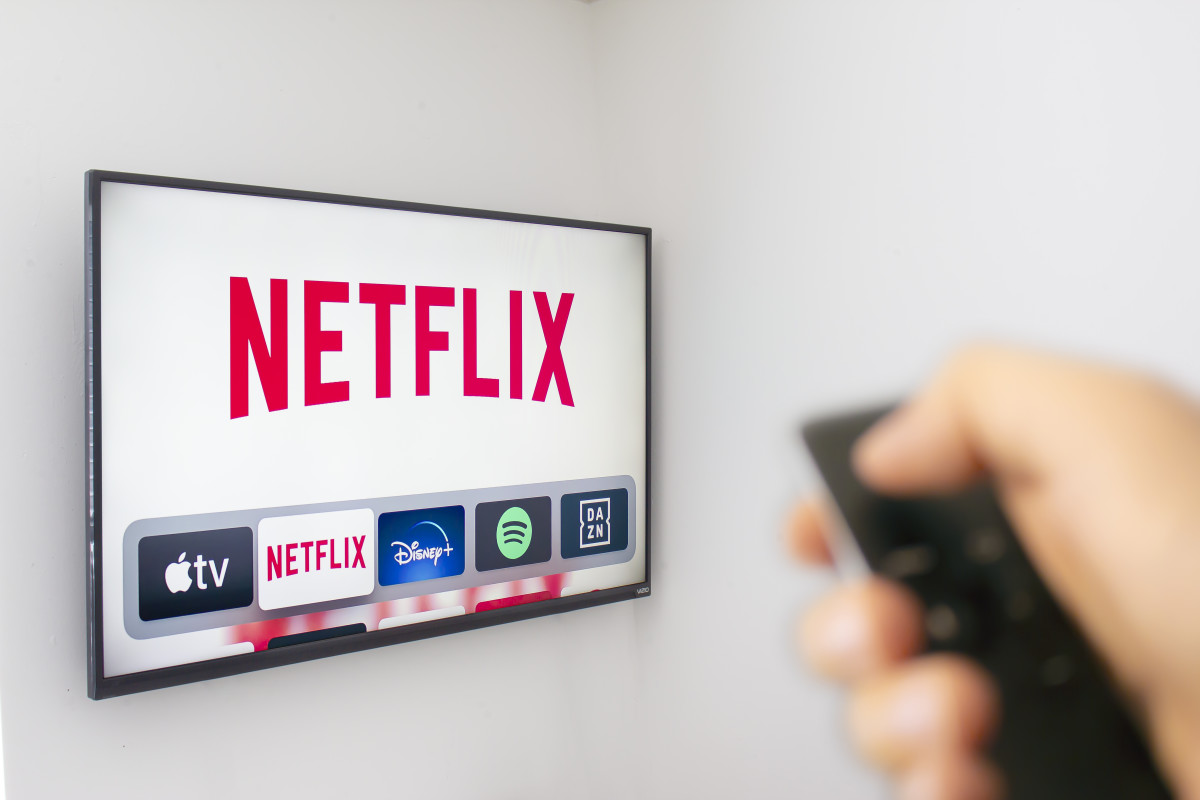 NETFLIX
tv
NETFLIX
Disney+
DA
ZN
VIZIO